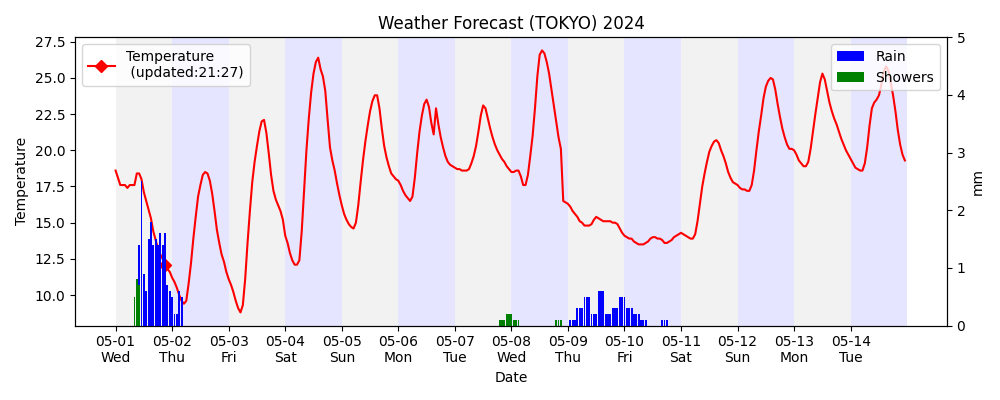 Weather Forecast (TOKYO) 2024
Temperature
(updated:21:27)
Rain
Showers
27.5
25.0
22.5
20.0
17.5
15.0
12.5
10.0
Temperature
5
4
3
2
1
0
mm
05-01 05-02 05-03 05-04 05-05 05-06 05-07 05-08 05-09 05-10 05-11 05-12 05-13 05-14
Wed Thu Fri Sat Sun Mon Tue Wed Thu Fri Sat Sun Mon Tue
Date